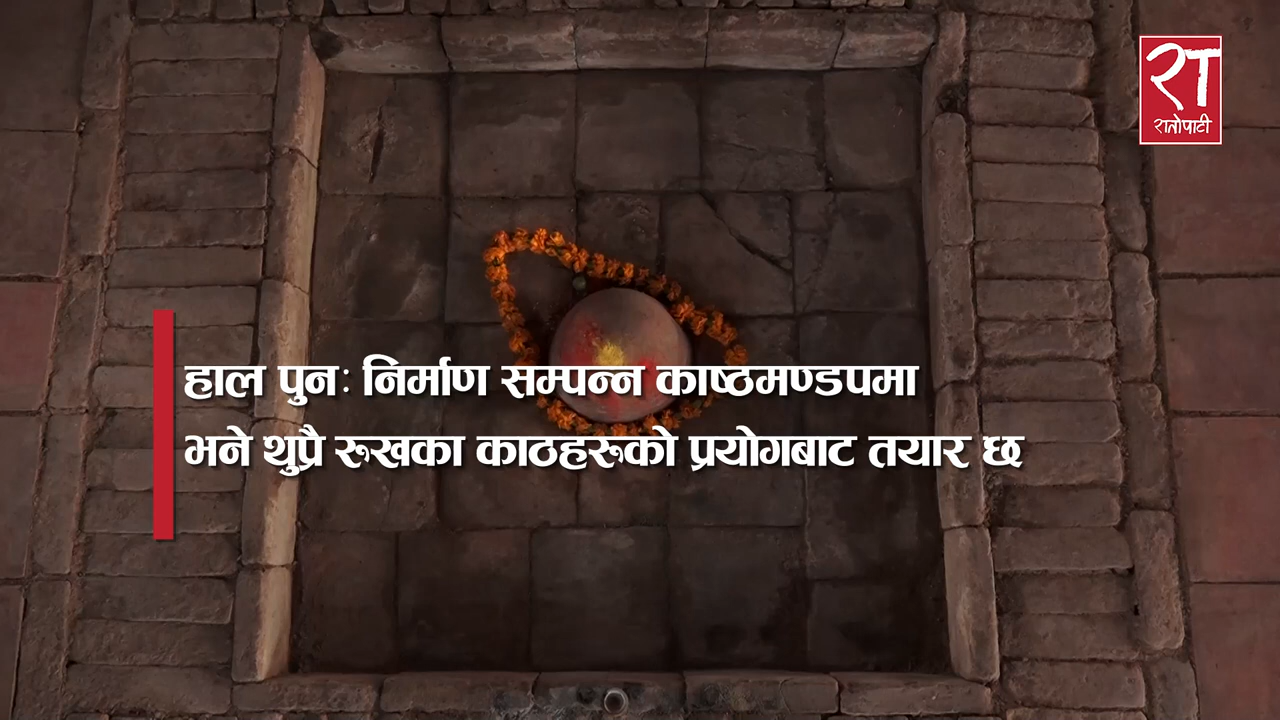 रा
रातोपाटी
हाल पुनः निर्माण सम्पन्न काष्ठमण्डपमा
भने थुप्रै रुखका काठहरुको प्रयोगबाट तयार छ